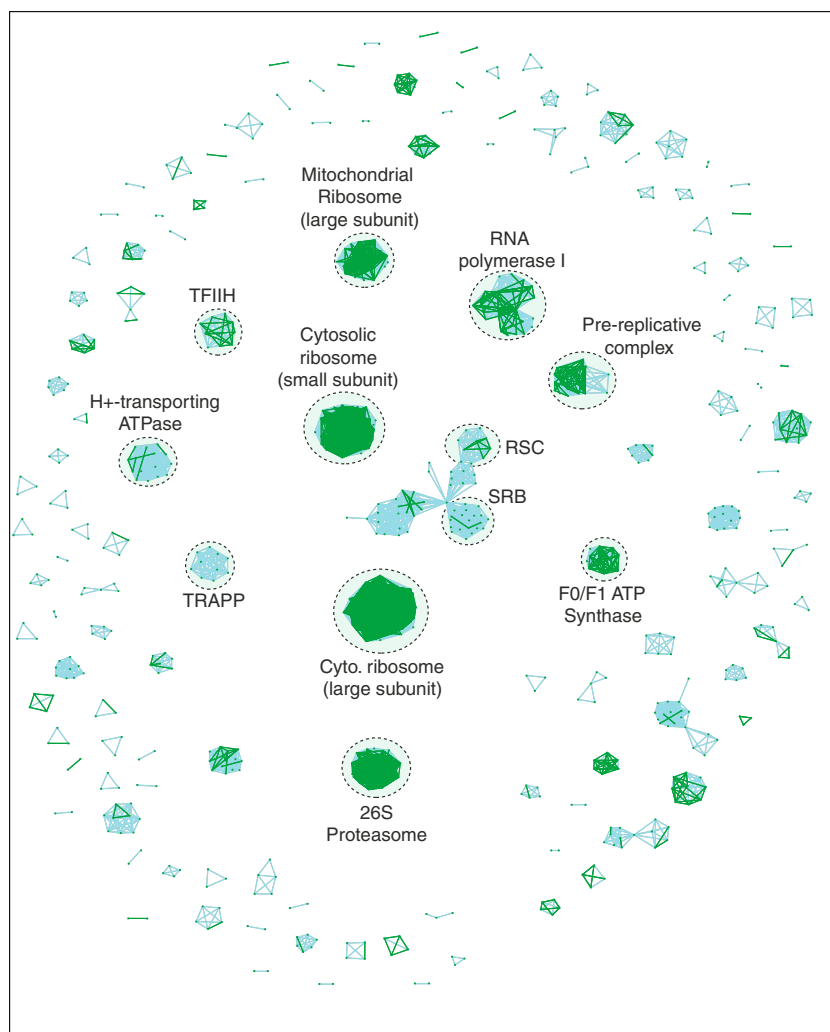 Mitochondrial
Ribosome
(large subunit)
RNA
polymerase I
TFIIH
Pre-replicative
complex
Cytosolic
ribosome
(small subunit)
H+-transporting
ATPase
RSC
SRB
TRAPP
F0/F1 ATP
Synthase
Cyto. ribosome
(large subunit)
26S
Proteasome